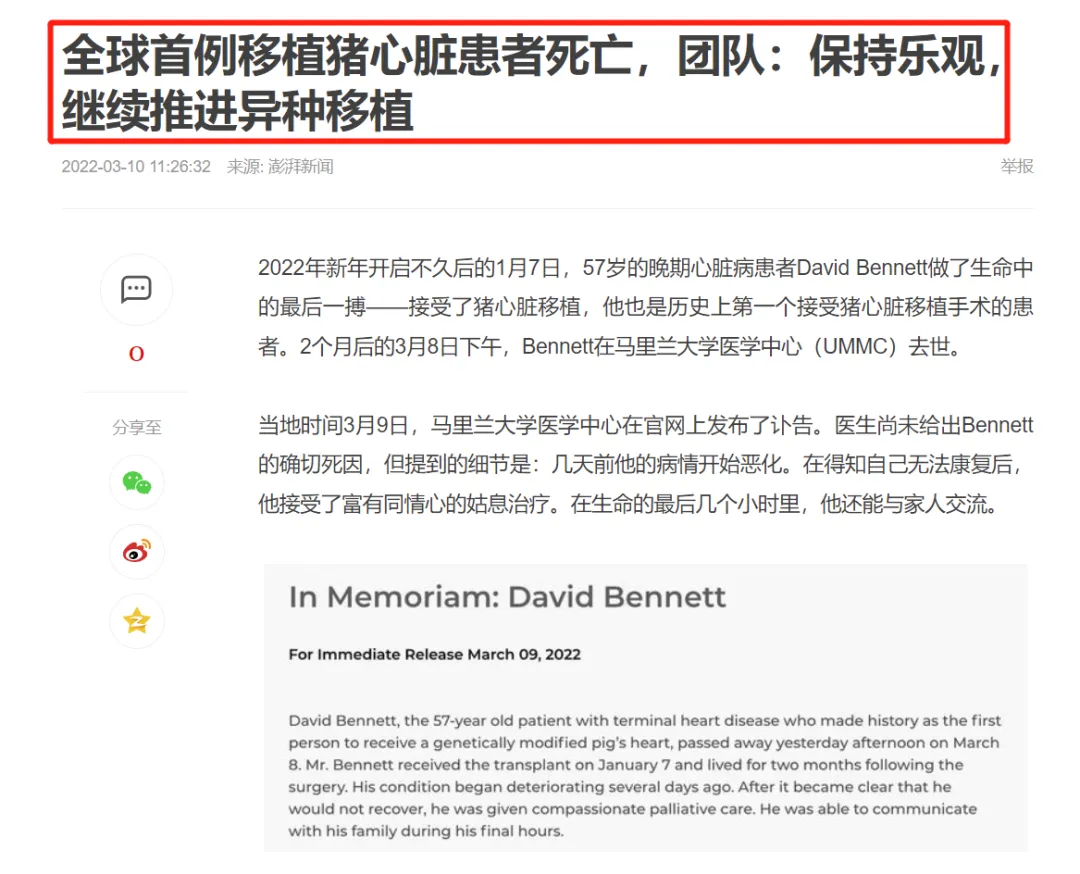 全球首例移植猪心脏患者死亡，团队：保持乐观，
继续推进异种移植
2022-03-10 11:26:32 来源: 澎湃新闻
举报
0
分享至
2022年新年开启不久后的1月7日，57岁的晚期心脏病患者David Bennett做了生命中
的最后一搏——接受了猪心脏移植，他也是历史上第一个接受猪心脏移植手术的患
者。2个月后的3月8日下午，Bennett在马里兰大学医学中心（UMMC）去世。
当地时间3月9日，马里兰大学医学中心在官网上发布了讣告。医生尚未给出Bennett
的确切死因，但提到的细节是：几天前他的病情开始恶化。在得知自己无法康复后，
他接受了富有同情心的姑息治疗。在生命的最后几个小时里，他还能与家人交流。
In Memoriam: David Bennett
For Immediate Release March 09, 2022
David Bennett, the 57-year old patient with terminal heart disease who made history as the first
person to receive a genetically modified pig's heart, passed away yesterday afternoon on March
8. Mr. Bennett received the transplant on January 7 and lived for two months following the
surgery. His condition began deteriorating several days ago. After it became clear that he
would not recover, he was given compassionate palliative care. He was able to communicate
with his family during his final hours.